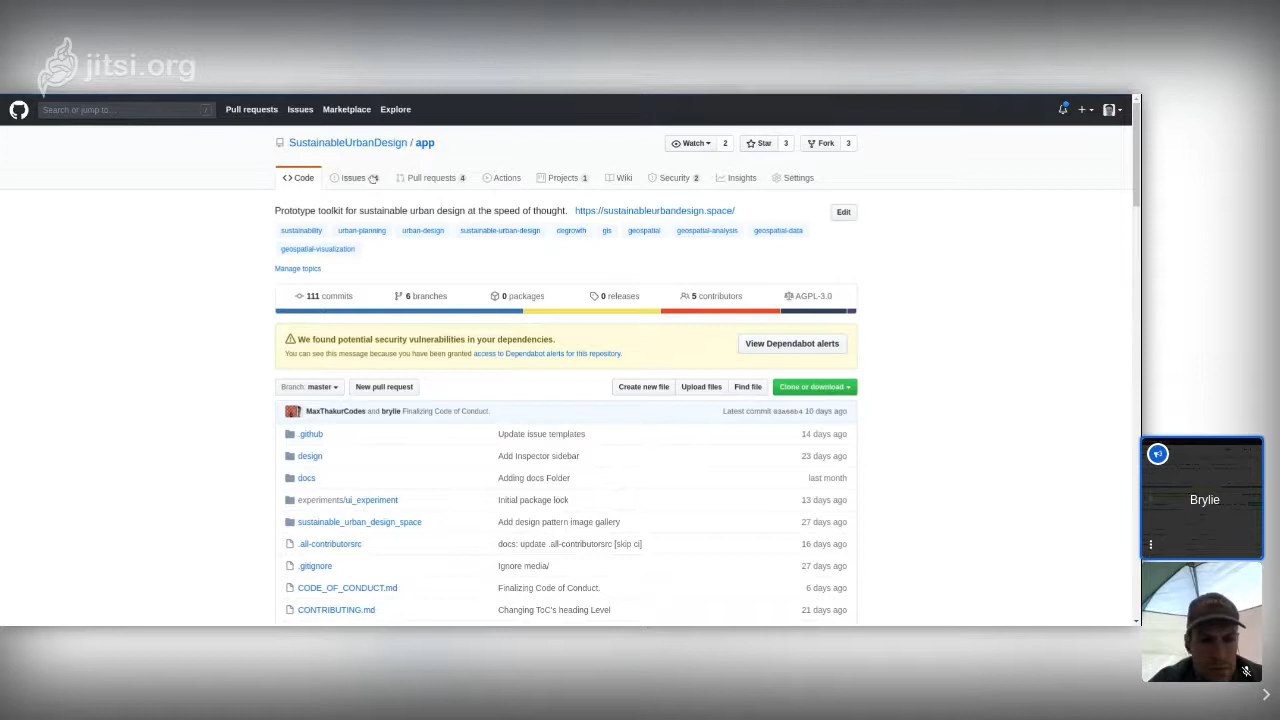 jitsi.org
Search or jump to... /
Pull requests Issues Marketplace Explore
SustainableUrbanDesign / app
Watch 2 Star 3 Fork 3
Code Issues Pull requests 4 Actions Projects 1 Wiki Security 2 Insights Settings
Prototype toolkit for sustainable urban design at the speed of thought. https://sustainableurbandesign.space/ Edit
sustainability urban-planning urban-design sustainable-urban-design degrowth gis geospatial geospatial-analysis geospatial-data
geospatial-visualization
Manage topics
111 commits 6 branches 0 packages 0 releases 5 contributors AGPL-3.0
We found potential security vulnerabilities in your dependencies.
You can see this message because you have been granted access to Dependabot alerts for this repository.
View Dependabot alerts
Branch: master New pull request Create new file Upload files Find file Clone or download
MaxThakurCodes and brylie Finalizing Code of Conduct. Latest commit 10 days ago
.github Update issue templates 14 days ago
design Add Inspector sidebar 23 days ago
docs Adding docs Folder last month
experiments/ui_experiment Initial package lock 13 days ago
sustainable_urban_design_space Add design pattern image gallery 27 days ago
.all-contributorsrc docs: update .all-contributorsrc [skip ci] 16 days ago
.gitignore Ignore media/ 27 days ago
CODE_OF_CONDUCT.md Finalizing Code of Conduct. 6 days ago
CONTRIBUTING.md Changing ToC's heading Level 21 days ago
Brylie